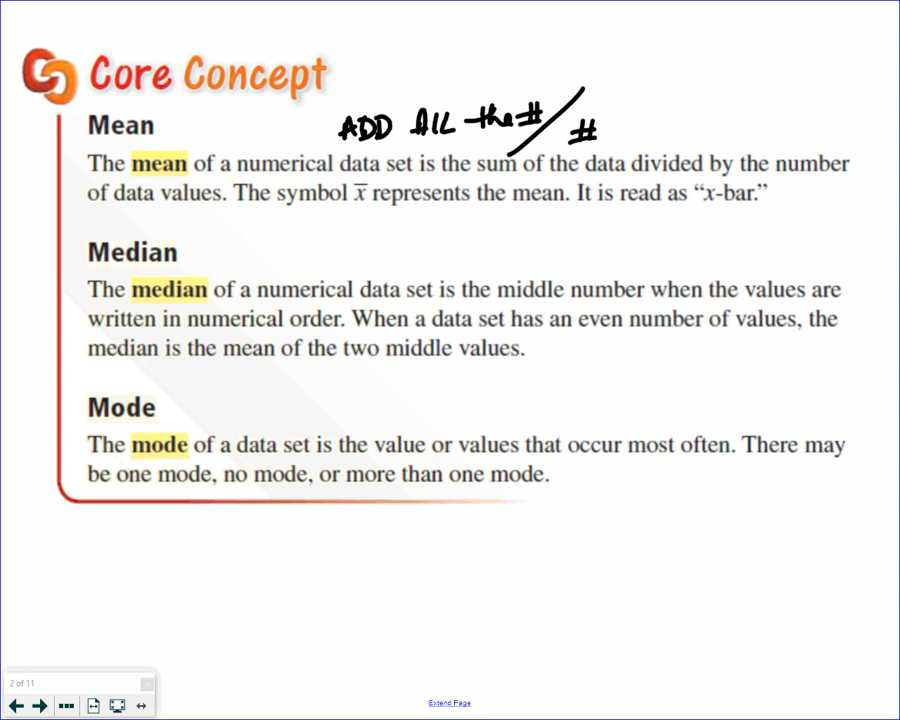 Core Concept
Mean
ADD ALL the # / #
The mean of a numerical data set is the sum of the data divided by the number
of data values. The symbol x̅ represents the mean. It is read as “x-bar.”
Median
The median of a numerical data set is the middle number when the values are
written in numerical order. When a data set has an even number of values, the
median is the mean of the two middle values.
Mode
The mode of a data set is the value or values that occur most often. There may
be one mode, no mode, or more than one mode.
2 of 11
Extend Page